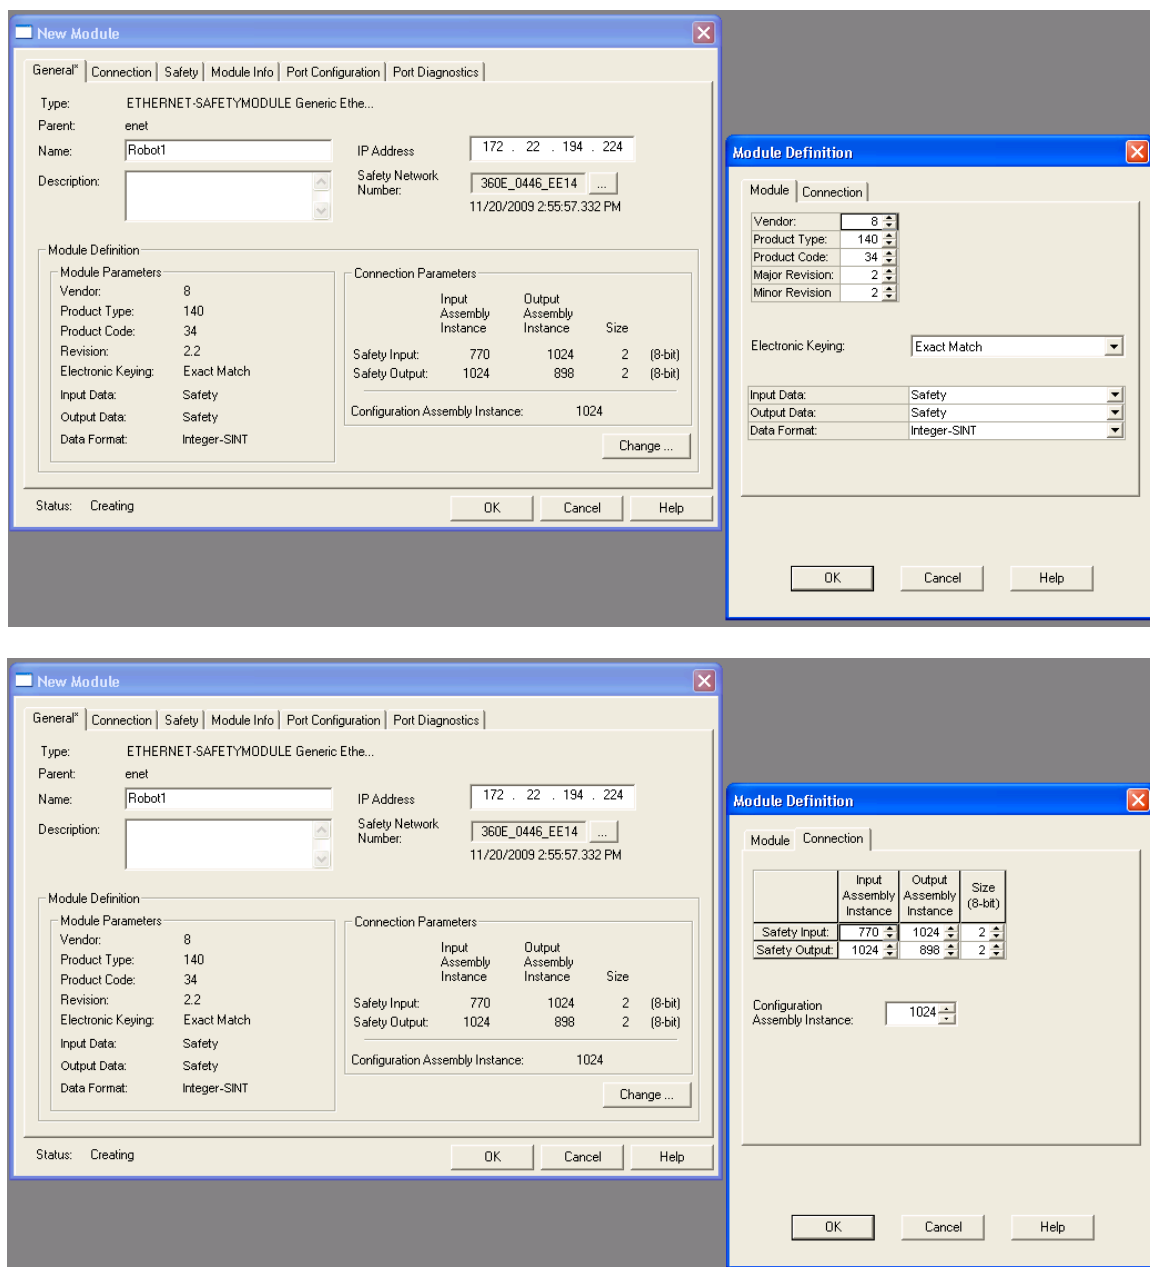 New Module
General* Connection Safety Module Info Port Configuration Port Diagnostics
Type: ETHERNET-SAFETYMODULE Generic Ethe...
Parent: enet
Name: Robot1
IP Address 172 . 22 . 194 . 224
Description:
Safety Network
Number: 360E_0446_EE14 ...
11/20/2009 2:55:57.332 PM
Module Definition
Module Parameters
Vendor: 8
Product Type: 140
Product Code: 34
Revision: 2.2
Electronic Keying: Exact Match
Input Data: Safety
Output Data: Safety
Data Format: Integer-SINT
Connection Parameters
Input Output
Assembly Assembly
Instance Instance Size
Safety Input: 770 1024 2 (8-bit)
Safety Output: 1024 898 2 (8-bit)
Configuration Assembly Instance: 1024
Change ...
Status: Creating
OK Cancel Help
Module Definition
Module Connection
Vendor: 8
Product Type: 140
Product Code: 34
Major Revision: 2
Minor Revision 2
Electronic Keying: Exact Match
Input Data: Safety
Output Data: Safety
Data Format: Integer-SINT
OK Cancel Help
New Module
General* Connection Safety Module Info Port Configuration Port Diagnostics
Type: ETHERNET-SAFETYMODULE Generic Ethe...
Parent: enet
Name: Robot1
IP Address 172 . 22 . 194 . 224
Description:
Safety Network
Number: 360E_0446_EE14 ...
11/20/2009 2:55:57.332 PM
Module Definition
Module Parameters
Vendor: 8
Product Type: 140
Product Code: 34
Revision: 2.2
Electronic Keying: Exact Match
Input Data: Safety
Output Data: Safety
Data Format: Integer-SINT
Connection Parameters
Input Output
Assembly Assembly
Instance Instance Size
Safety Input: 770 1024 2 (8-bit)
Safety Output: 1024 898 2 (8-bit)
Configuration Assembly Instance: 1024
Change ...
Status: Creating
OK Cancel Help
Module Definition
Module Connection
Input Output
Assembly Assembly Size
Instance Instance (8-bit)
Safety Input: 770 1024 2
Safety Output: 1024 898 2
Configuration
Assembly Instance: 1024
OK Cancel Help